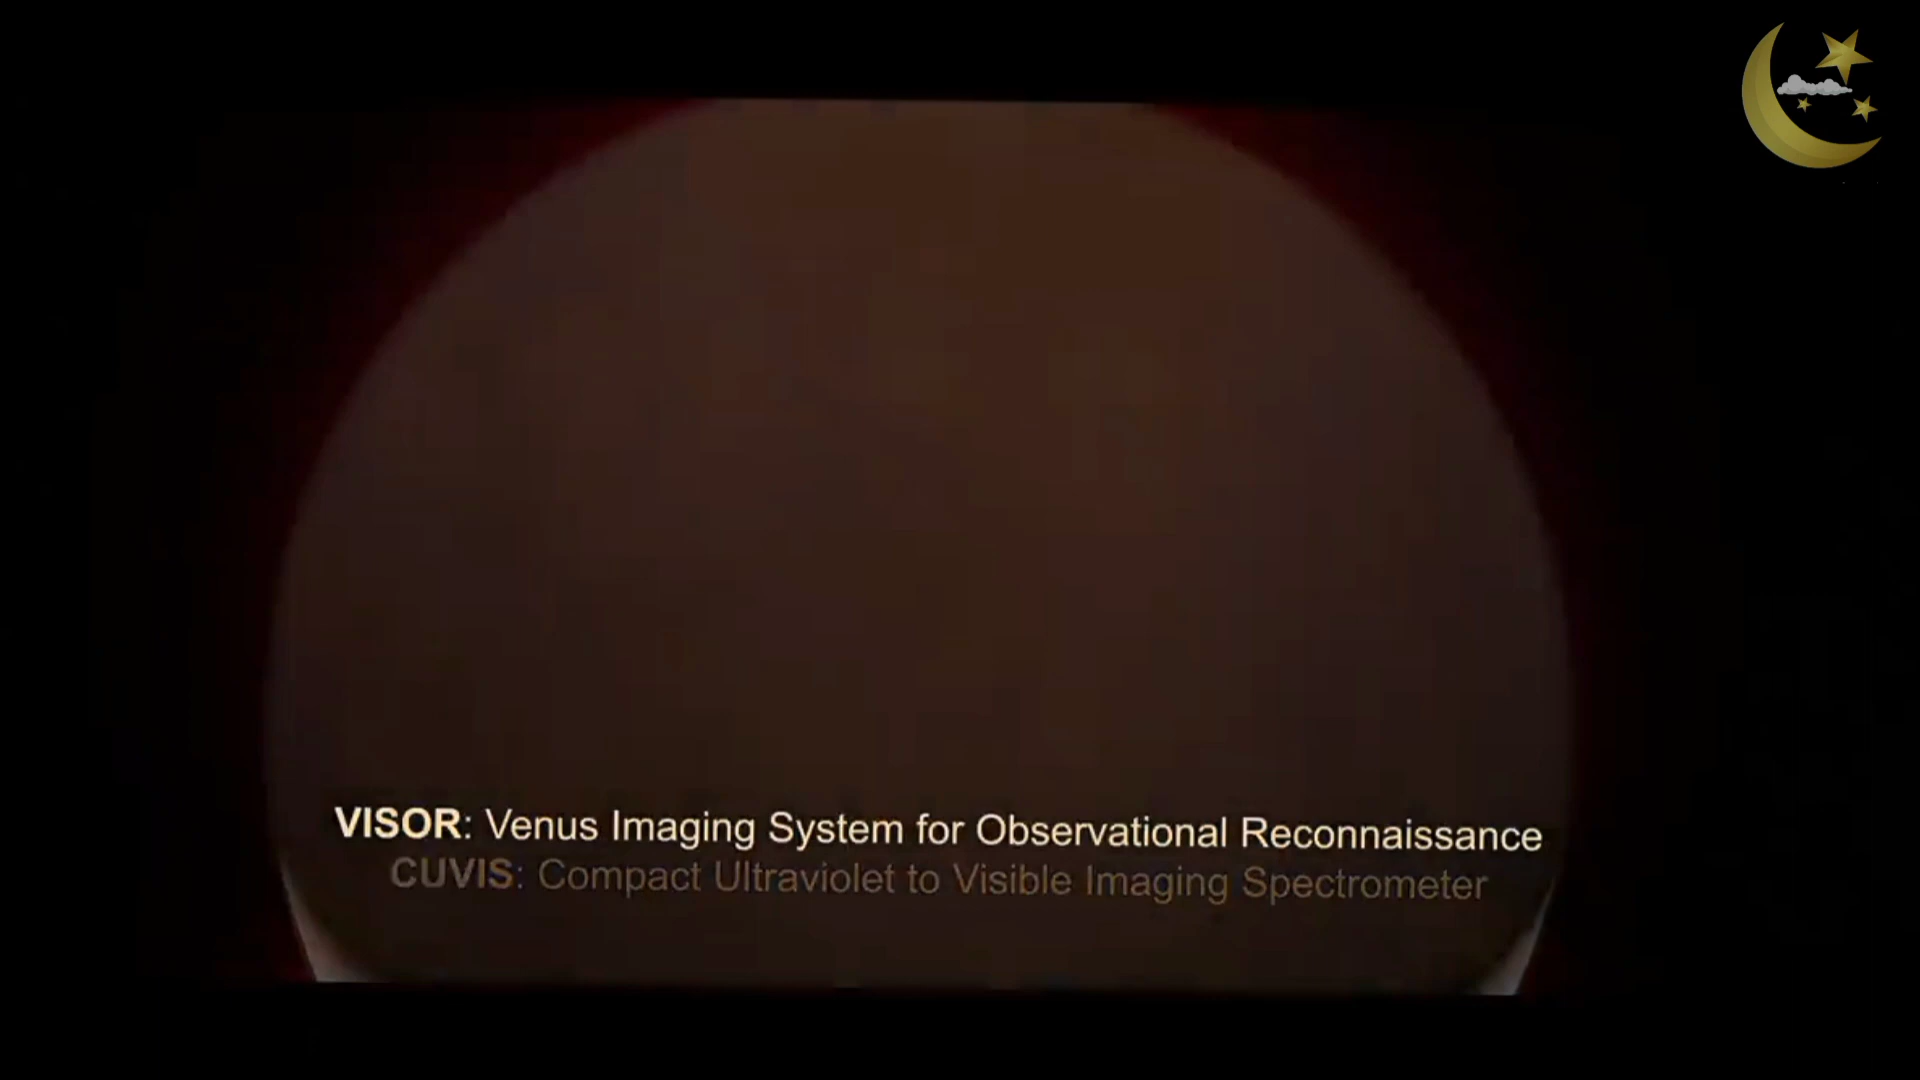 VISOR: Venus Imaging System for Observational Reconnaissance
CUVIS: Compact Ultraviolet to Visible Imaging Spectrometer